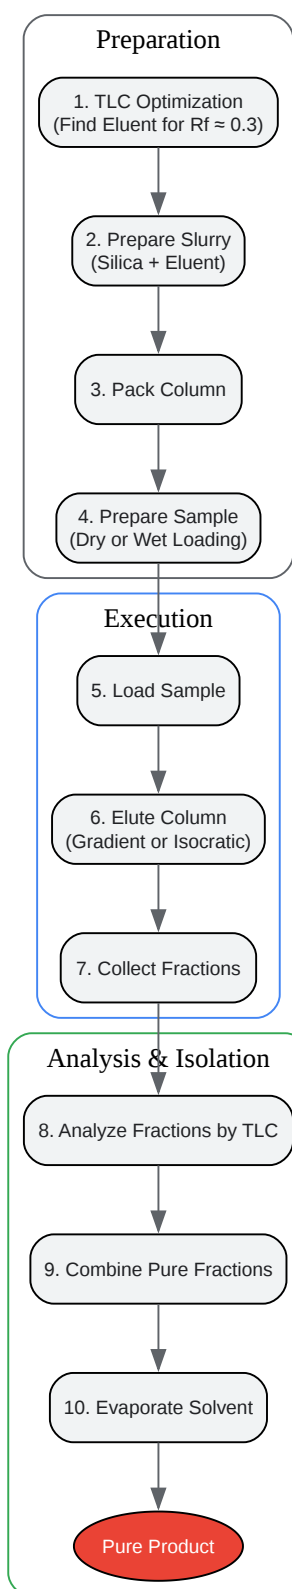 Preparation
1. TLC Optimization
(Find Eluent for Rf ≈ 0.3)
2. Prepare Slurry
(Silica + Eluent)
3. Pack Column
4. Prepare Sample
(Dry or Wet Loading)
Execution
5. Load Sample
6. Elute Column
(Gradient or Isocratic)
7. Collect Fractions
Analysis & Isolation
8. Analyze Fractions by TLC
9. Combine Pure Fractions
10. Evaporate Solvent
Pure Product